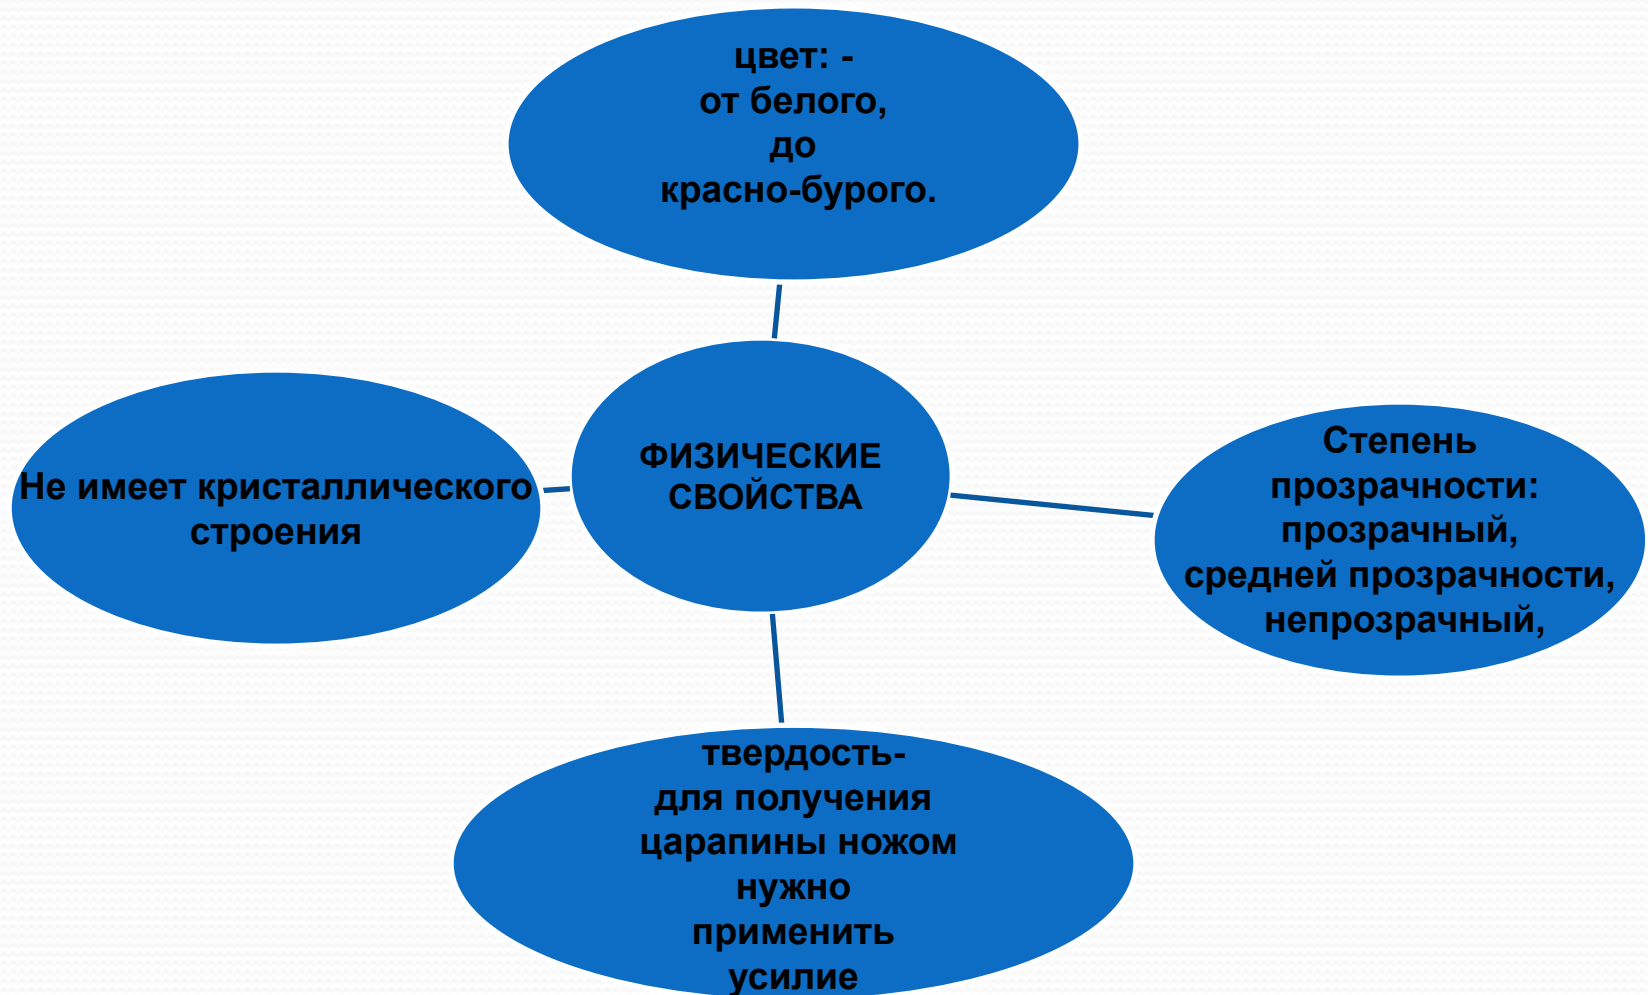 цвет: -
от белого,
до
красно-бурого.
Не имеет кристаллического
строения
ФИЗИЧЕСКИЕ
СВОЙСТВА
Степень
прозрачности:
прозрачный,
средней прозрачности,
непрозрачный,
твердость-
для получения
царапины ножом
нужно
применить
усилие